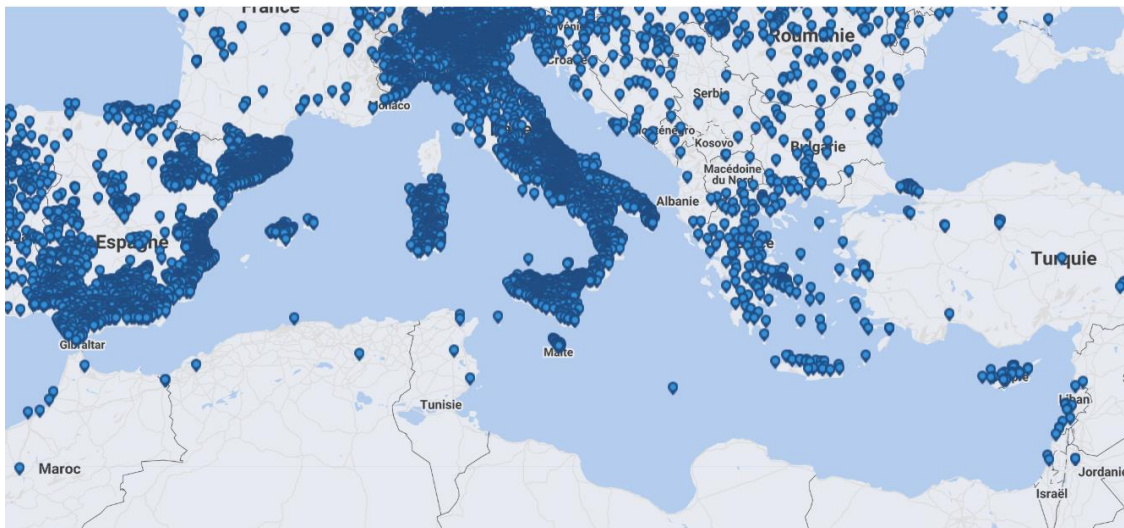 France
Roumanie
Croatie
Monaco
Serbi
Monténégro
Kosovo
Bulgarie
Macédoine
du Nord
Albanie
Espagne
Turquie
Gibraltar
Malte
Tunisie
Liban
Maroc
Jordanie
Israël